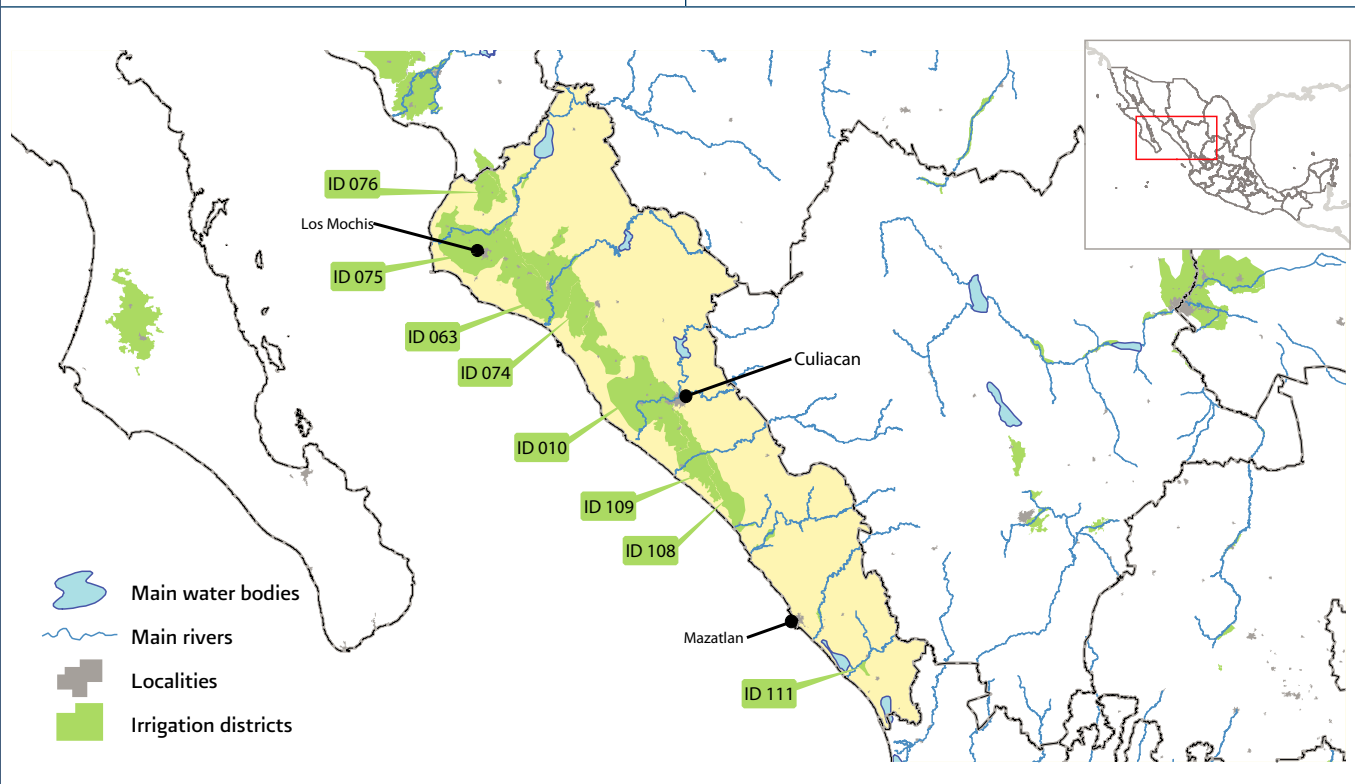 ID 076
Los Mochis
ID 075
ID 063
ID 074
Culiacan
ID 010
ID 109
ID 108
Mazatlan
ID 111
Main water bodies
Main rivers
Localities
Irrigation districts